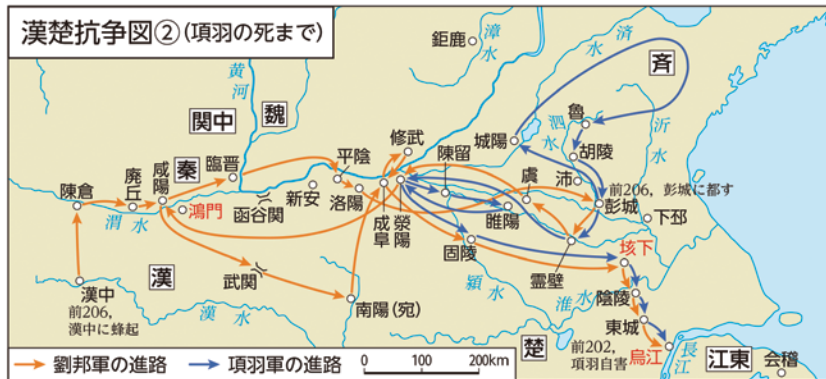 漢楚抗争図②(項羽の死まで)
鉅鹿
漳水
済水
斉
黄河
魏
関中
秦
臨晋
咸陽
廃丘
陳倉
渭水
鴻門
函谷関
新安
平陰
洛陽
修武
成皋
滎陽
陳留
城陽
泗水
魯
胡陵
沂水
沛
前206,彭城に都す
彭城
下邳
虞
睢陽
霊壁
固陵
垓下
武関
漢
漢中
前206,
漢中に蜂起
漢水
南陽(宛)
潁水
淮水
陰陵
東城
楚
前202,
項羽自害
烏江
長江
江東
会稽
劉邦軍の進路
項羽軍の進路
0 100 200km